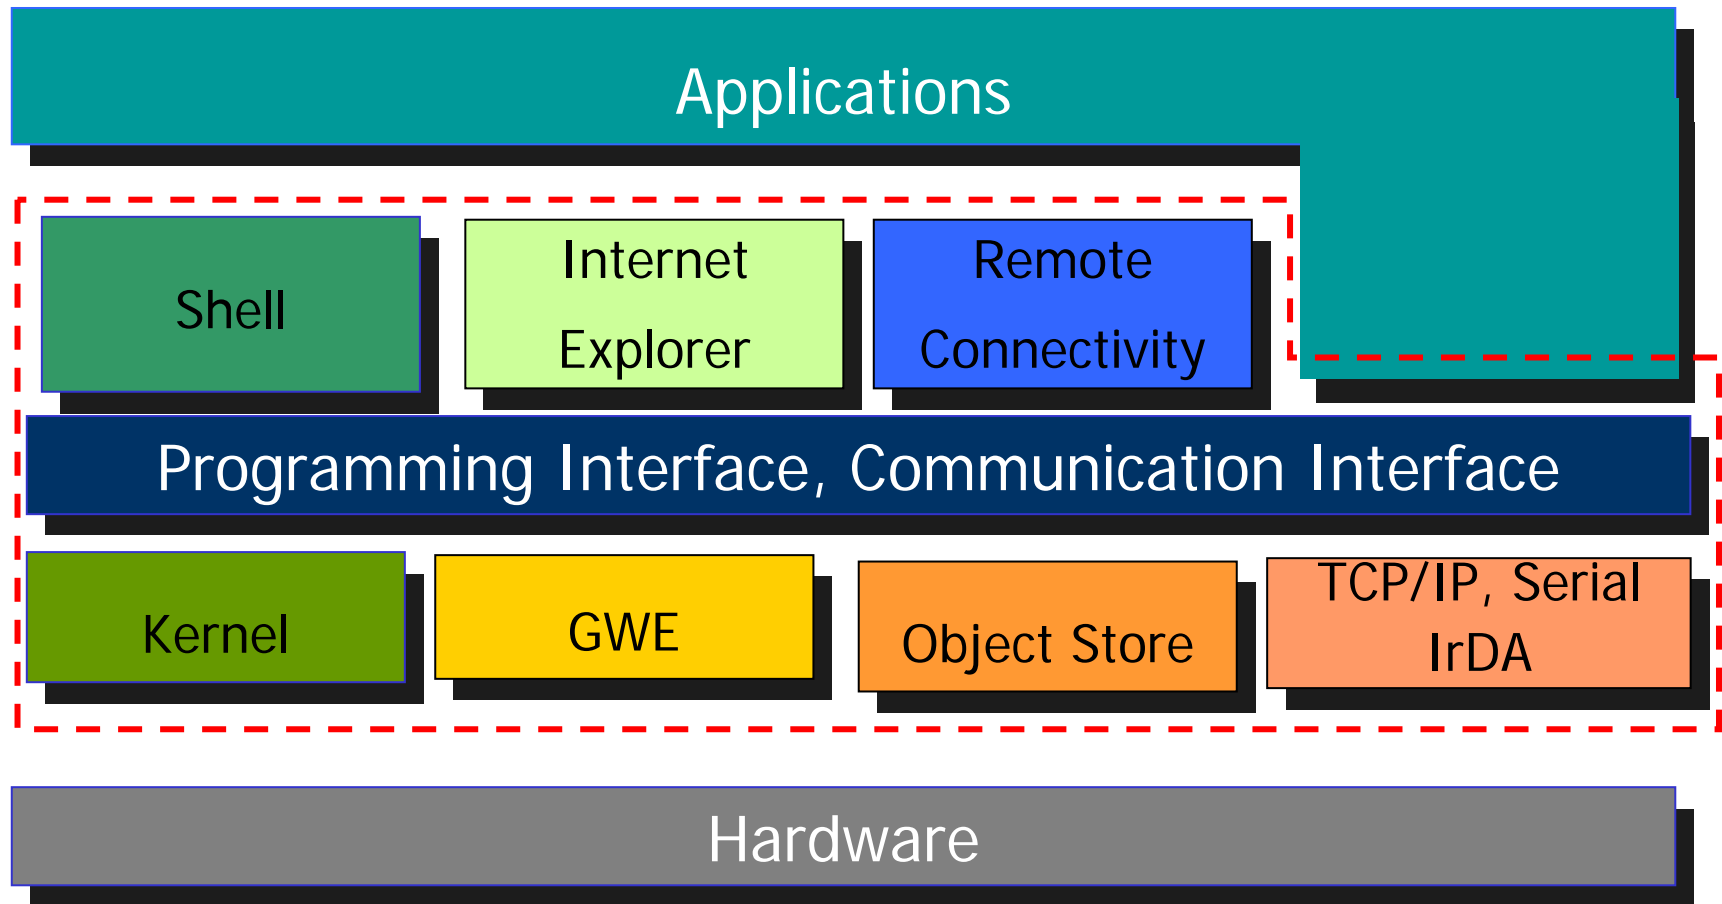 Applications
Shell
Internet
Explorer
Remote
Connectivity
Programming Interface, Communication Interface
Kernel
GWE
Object Store
TCP/IP, Serial
IrDA
Hardware